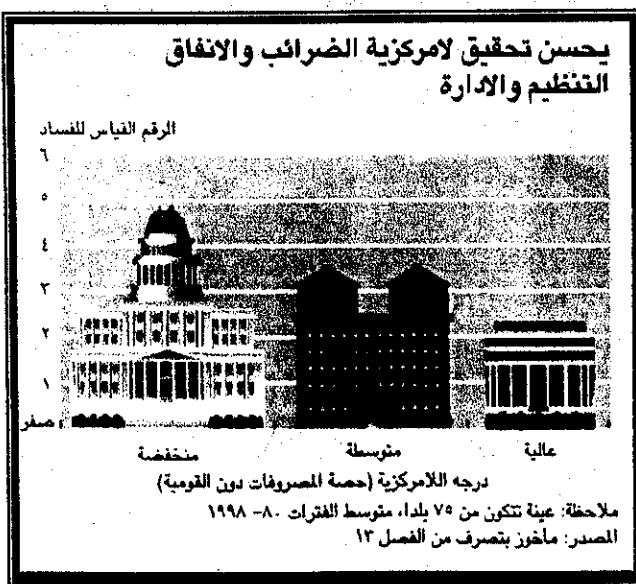 يحسن تحقيق لامركزية الضرائب والانفاق
التنظيم والادارة
الرقم القياس للفساد
٦
٥
٤
٣
٢
١
صفر
منخفضة متوسطة عالية
درجه اللامركزية (حصة المصروفات دون القومية)
ملاحظة: عينة تتكون من ٧٥ بلدا، متوسط الفترات ٨٠- ١٩٩٨
المصدر: مأخوز بتصرف من الفصل ١٣